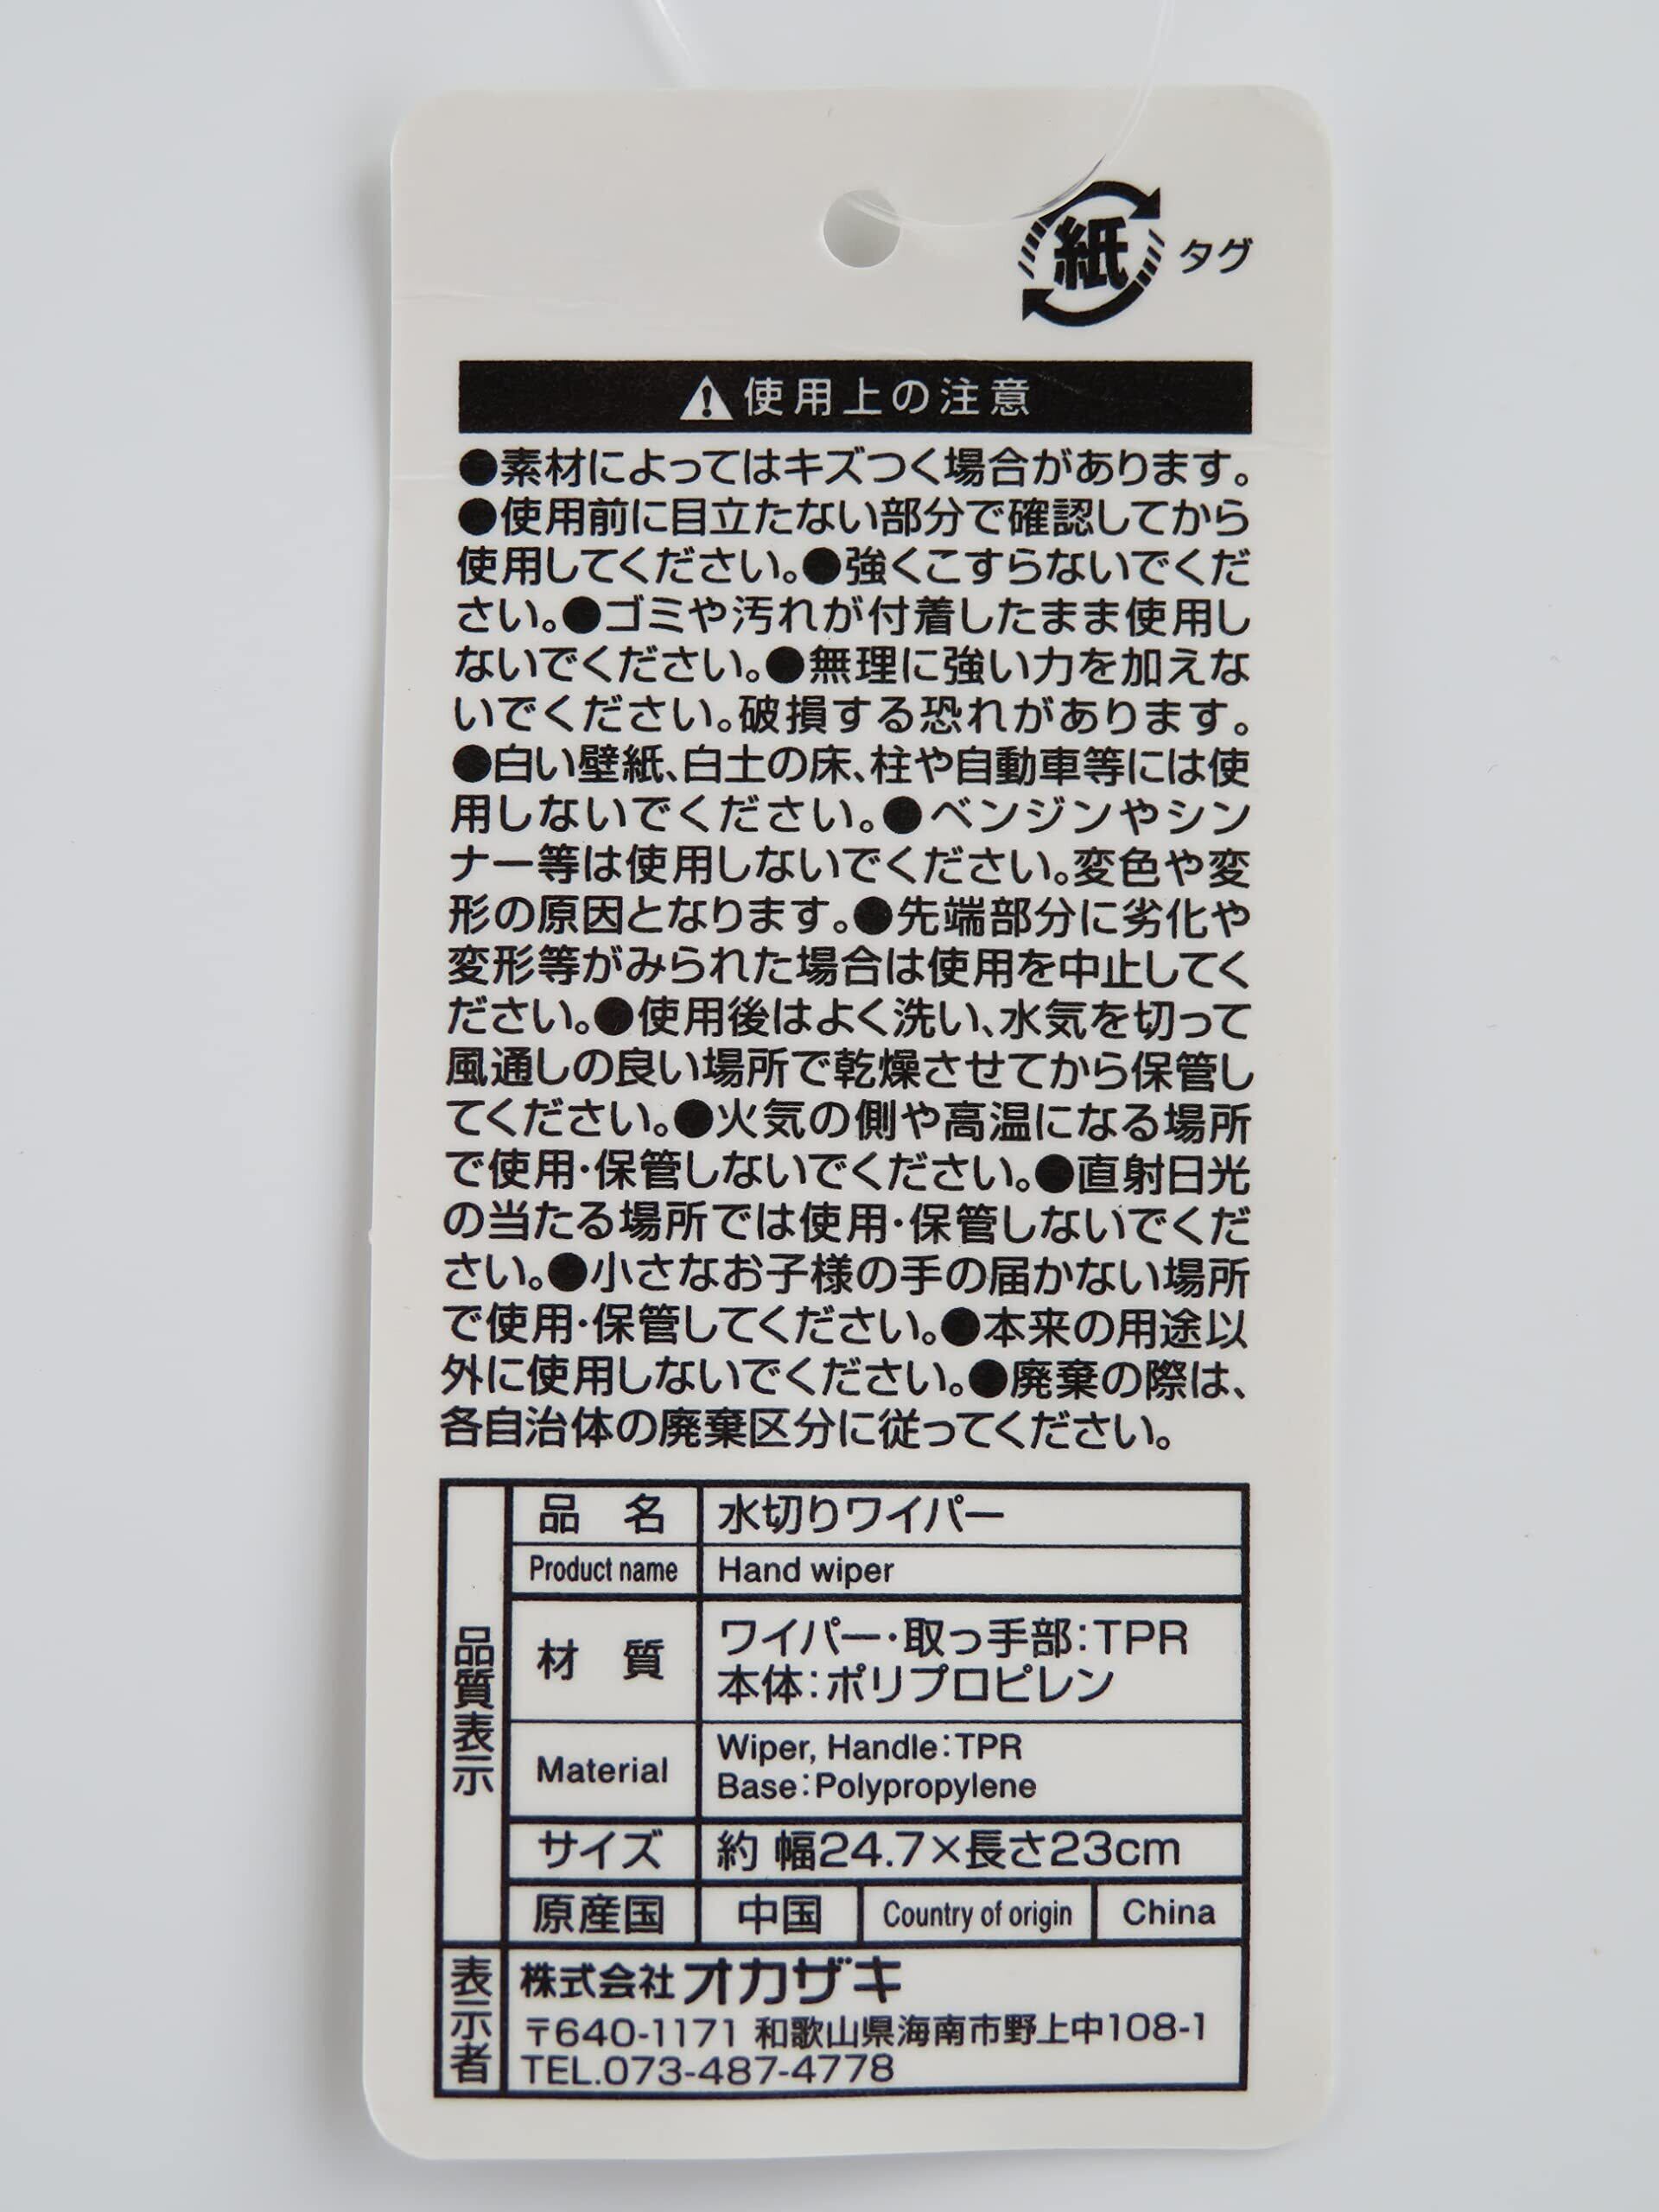 紙 タグ
⚠使用上の注意
●素材によってはキズつく場合があります。
●使用前に目立たない部分で確認してから
使用してください。●強くこすらないでくだ
さい。●ゴミや汚れが付着したまま使用し
ないでください。●無理に強い力を加えな
いでください。破損する恐れがあります。
●白い壁紙、白土の床、柱や自動車等には使
用しないでください。●ベンジンやシン
ナー等は使用しないでください。変色や変
形の原因となります。●先端部分に劣化や
変形等がみられた場合は使用を中止してく
ださい。●使用後はよく洗い、水気を切って
風通しの良い場所で乾燥させてから保管し
てください。●火気の側や高温になる場所
で使用・保管しないでください。●直射日光
の当たる場所では使用・保管しないでくだ
さい。●小さなお子様の手の届かない場所
で使用・保管してください。●本来の用途以
外に使用しないでください。●廃棄の際は、
各自治体の廃棄区分に従ってください。
品質表示
品 名 水切りワイパー
Product name Hand wiper
材 質 ワイパー・取っ手部:TPR
本体:ポリプロピレン
Material Wiper, Handle:TPR
Base:Polypropylene
サイズ 約 幅24.7×長さ23cm
原産国 中国 Country of origin China
表示者
株式会社オカザキ
〒640-1171 和歌山県海南市野上中108-1
TEL.073-487-4778